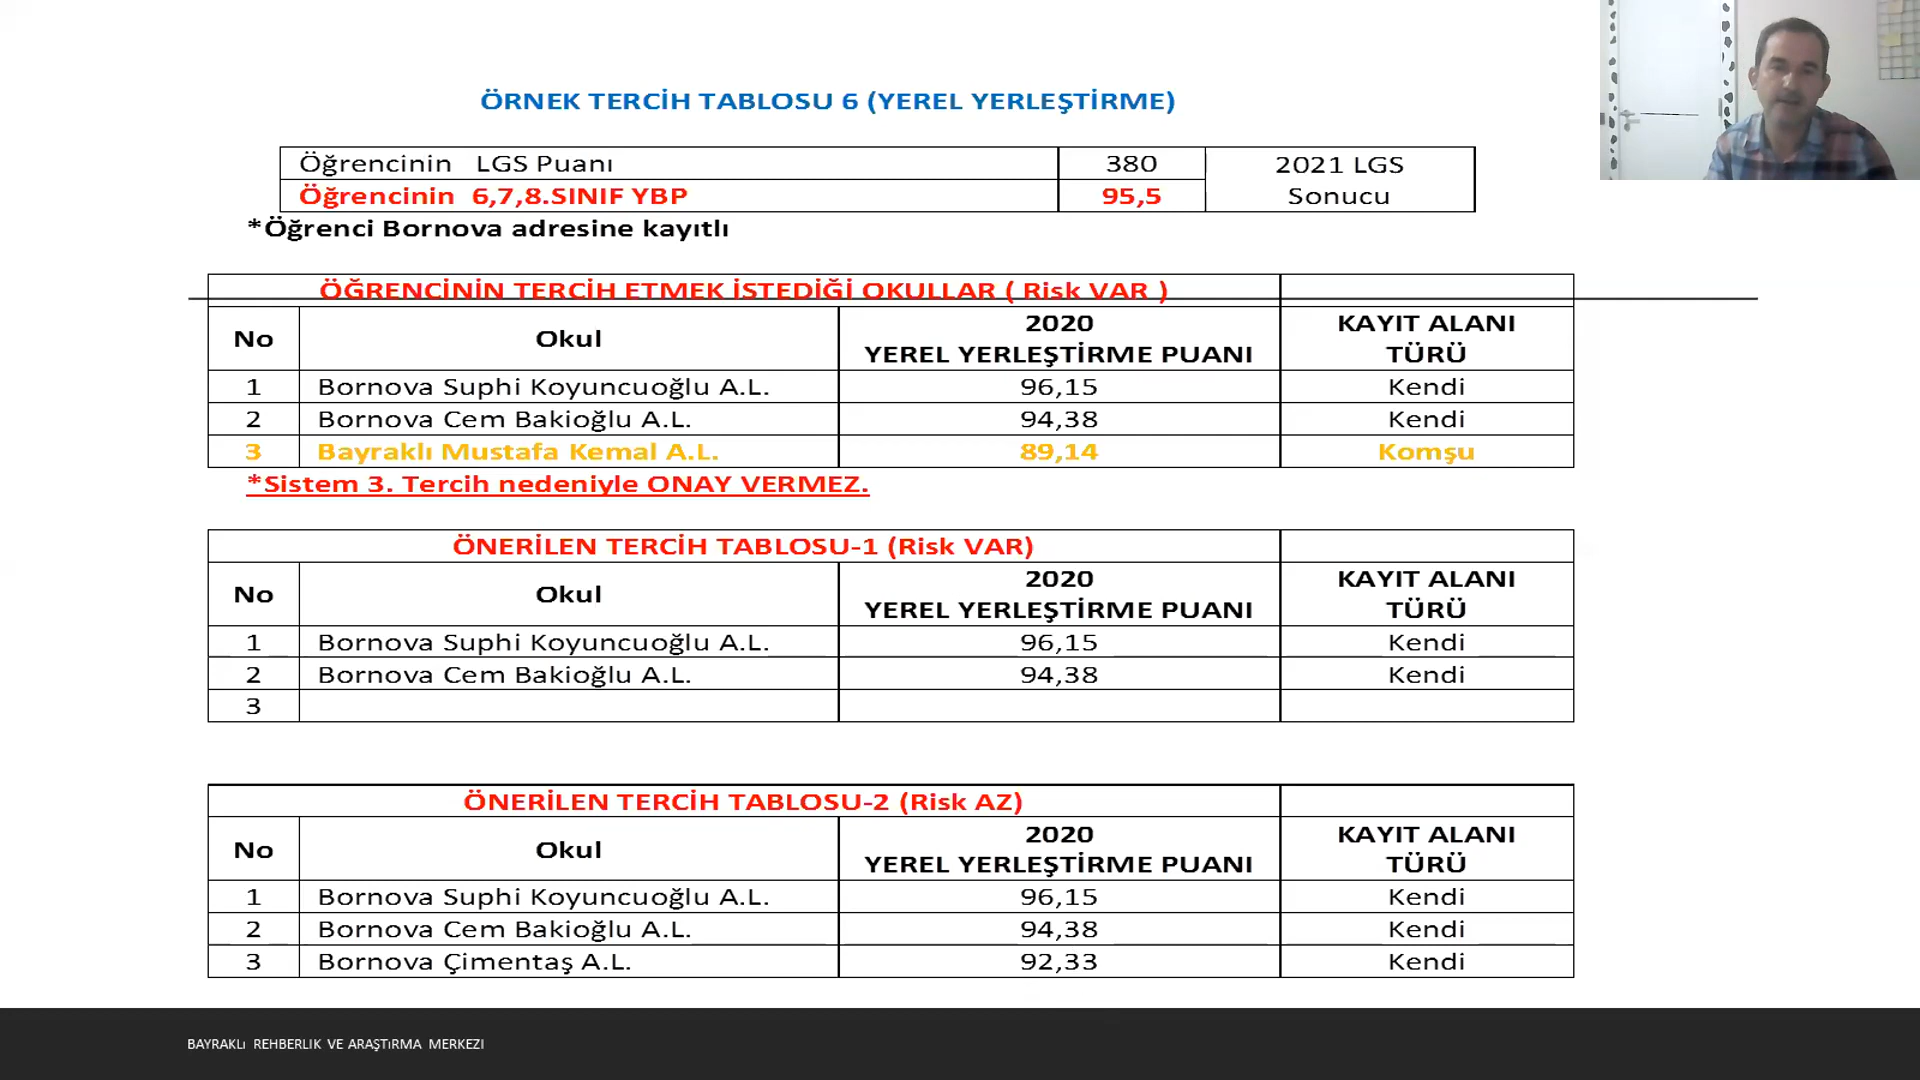 ÖRNEK TERCİH TABLOSU 6 (YEREL YERLEŞTİRME)
Öğrencinin LGS Puanı 380 2021 LGS Sonucu
Öğrencinin 6,7,8.SINIF YBP 95,5
*Öğrenci Bornova adresine kayıtlı
ÖĞRENCİNİN TERCİH ETMEK İSTEDİĞİ OKULLAR ( Risk VAR )
No Okul 2020 YEREL YERLEŞTİRME PUANI KAYIT ALANI TÜRÜ
1 Bornova Suphi Koyuncuoğlu A.L. 96,15 Kendi
2 Bornova Cem Bakioğlu A.L. 94,38 Kendi
3 Bayraklı Mustafa Kemal A.L. 89,14 Komşu
*Sistem 3. Tercih nedeniyle ONAY VERMEZ.
ÖNERİLEN TERCİH TABLOSU-1 (Risk VAR)
No Okul 2020 YEREL YERLEŞTİRME PUANI KAYIT ALANI TÜRÜ
1 Bornova Suphi Koyuncuoğlu A.L. 96,15 Kendi
2 Bornova Cem Bakioğlu A.L. 94,38 Kendi
3
ÖNERİLEN TERCİH TABLOSU-2 (Risk AZ)
No Okul 2020 YEREL YERLEŞTİRME PUANI KAYIT ALANI TÜRÜ
1 Bornova Suphi Koyuncuoğlu A.L. 96,15 Kendi
2 Bornova Cem Bakioğlu A.L. 94,38 Kendi
3 Bornova Çimentaş A.L. 92,33 Kendi
BAYRAKLı REHBERLIK VE ARAŞTıRMA MERKEZI